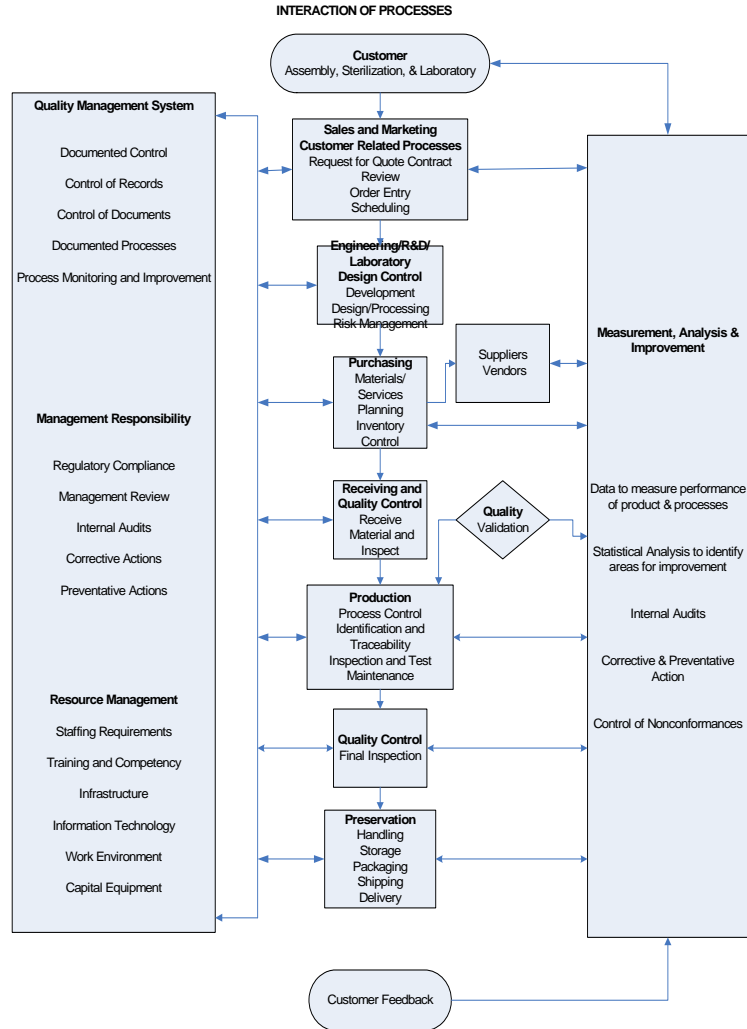 INTERACTION OF PROCESSES
Customer
Assembly, Sterilization, & Laboratory
Quality Management System
Documented Control
Control of Records
Control of Documents
Documented Processes
Process Monitoring and Improvement
Management Responsibility
Regulatory Compliance
Management Review
Internal Audits
Corrective Actions
Preventative Actions
Resource Management
Staffing Requirements
Training and Competency
Infrastructure
Information Technology
Work Environment
Capital Equipment
Sales and Marketing
Customer Related Processes
Request for Quote Contract
Review
Order Entry
Scheduling
Engineering/R&D/
Laboratory
Design Control
Development
Design/Processing
Risk Management
Purchasing
Materials/
Services
Planning
Inventory
Control
Suppliers
Vendors
Receiving and
Quality Control
Receive
Material and
Inspect
Quality
Validation
Production
Process Control
Identification and
Traceability
Inspection and Test
Maintenance
Quality Control
Final Inspection
Preservation
Handling
Storage
Packaging
Shipping
Delivery
Measurement, Analysis &
Improvement
Data to measure performance
of product & processes
Statistical Analysis to identify
areas for improvement
Internal Audits
Corrective & Preventative
Action
Control of Nonconformances
Customer Feedback